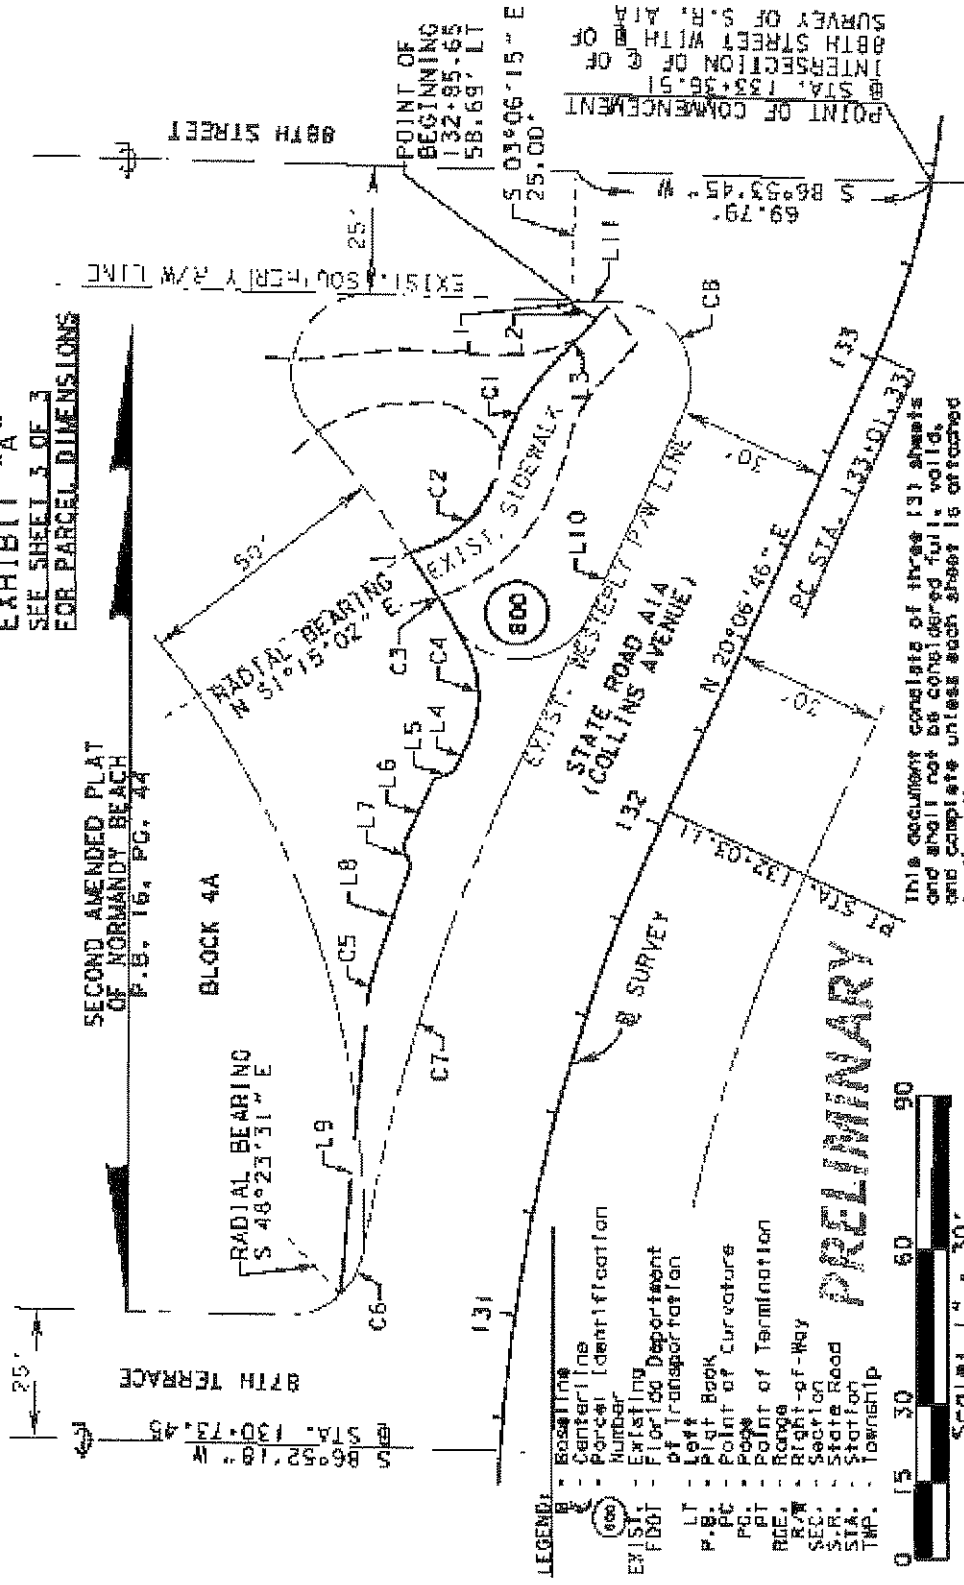 EXHIBIT "A"
SEE SHEET 3 OF 3
FOR PARCEL DIMENSIONS
SECOND AMENDED PLAT
OF NORMANDY BEACH
P.B. 16, PG. 44
BLOCK 4A
25'
87TH TERRACE
S 86°52'18" W
STA. 130+73.45
RADIAL BEARING
S 48°23'31" E
L9
C6
C5
L8
L7
L6
L5
L4
C4
C3
RADIAL BEARING
N 51°15'02" E
50'
C2
C1
EXIST. SIDEWALK
800
L10
L3
L2
L1
L11
C8
C7
EXIST. SOUTHERLY R/W LINE
25'
88TH STREET
POINT OF
BEGINNING
132+85.65
58.69' LT
S 03°06'15" E
25.00'
S 86°53'45" W
69.79'
POINT OF COMMENCEMENT
STA. 133+36.51
INTERSECTION OF ℄ OF
88TH STREET WITH OF
SURVEY OF S.R. A1A
EXIST. WESTERLY R/W LINE
STATE ROAD A1A
(COLLINS AVENUE)
30'
N 20°06'46" E
30'
131
132
133
PT STA. 132+03.11
PC STA. 133+01.33
SURVEY
PRELIMINARY
This document consists of three (3) sheets
and shall not be considered full, valid,
and complete unless each sheet is attached
LEGEND:
- Baseline
℄ - Centerline
800 - Parcel Identification
Number
EXIST. - Existing
FDOT - Florida Department
of Transportation
LT - Left
P.B. - Plat Book
PC - Point of Curvature
PG. - Page
PT - Point of Termination
RGE. - Range
R/W - Right-of-Way
SEC. - Section
S.R. - State Road
STA. - Station
TWP. - Township
0 15 30 60 90
Scale: 1" = 30'